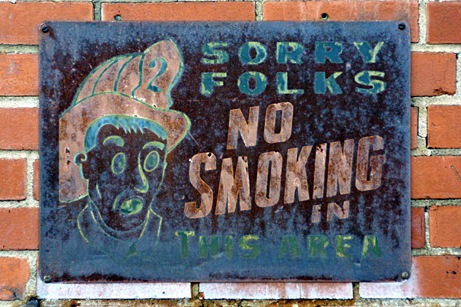 2
SORRY
FOLKS
NO
SMOKING
IN
THIS AREA